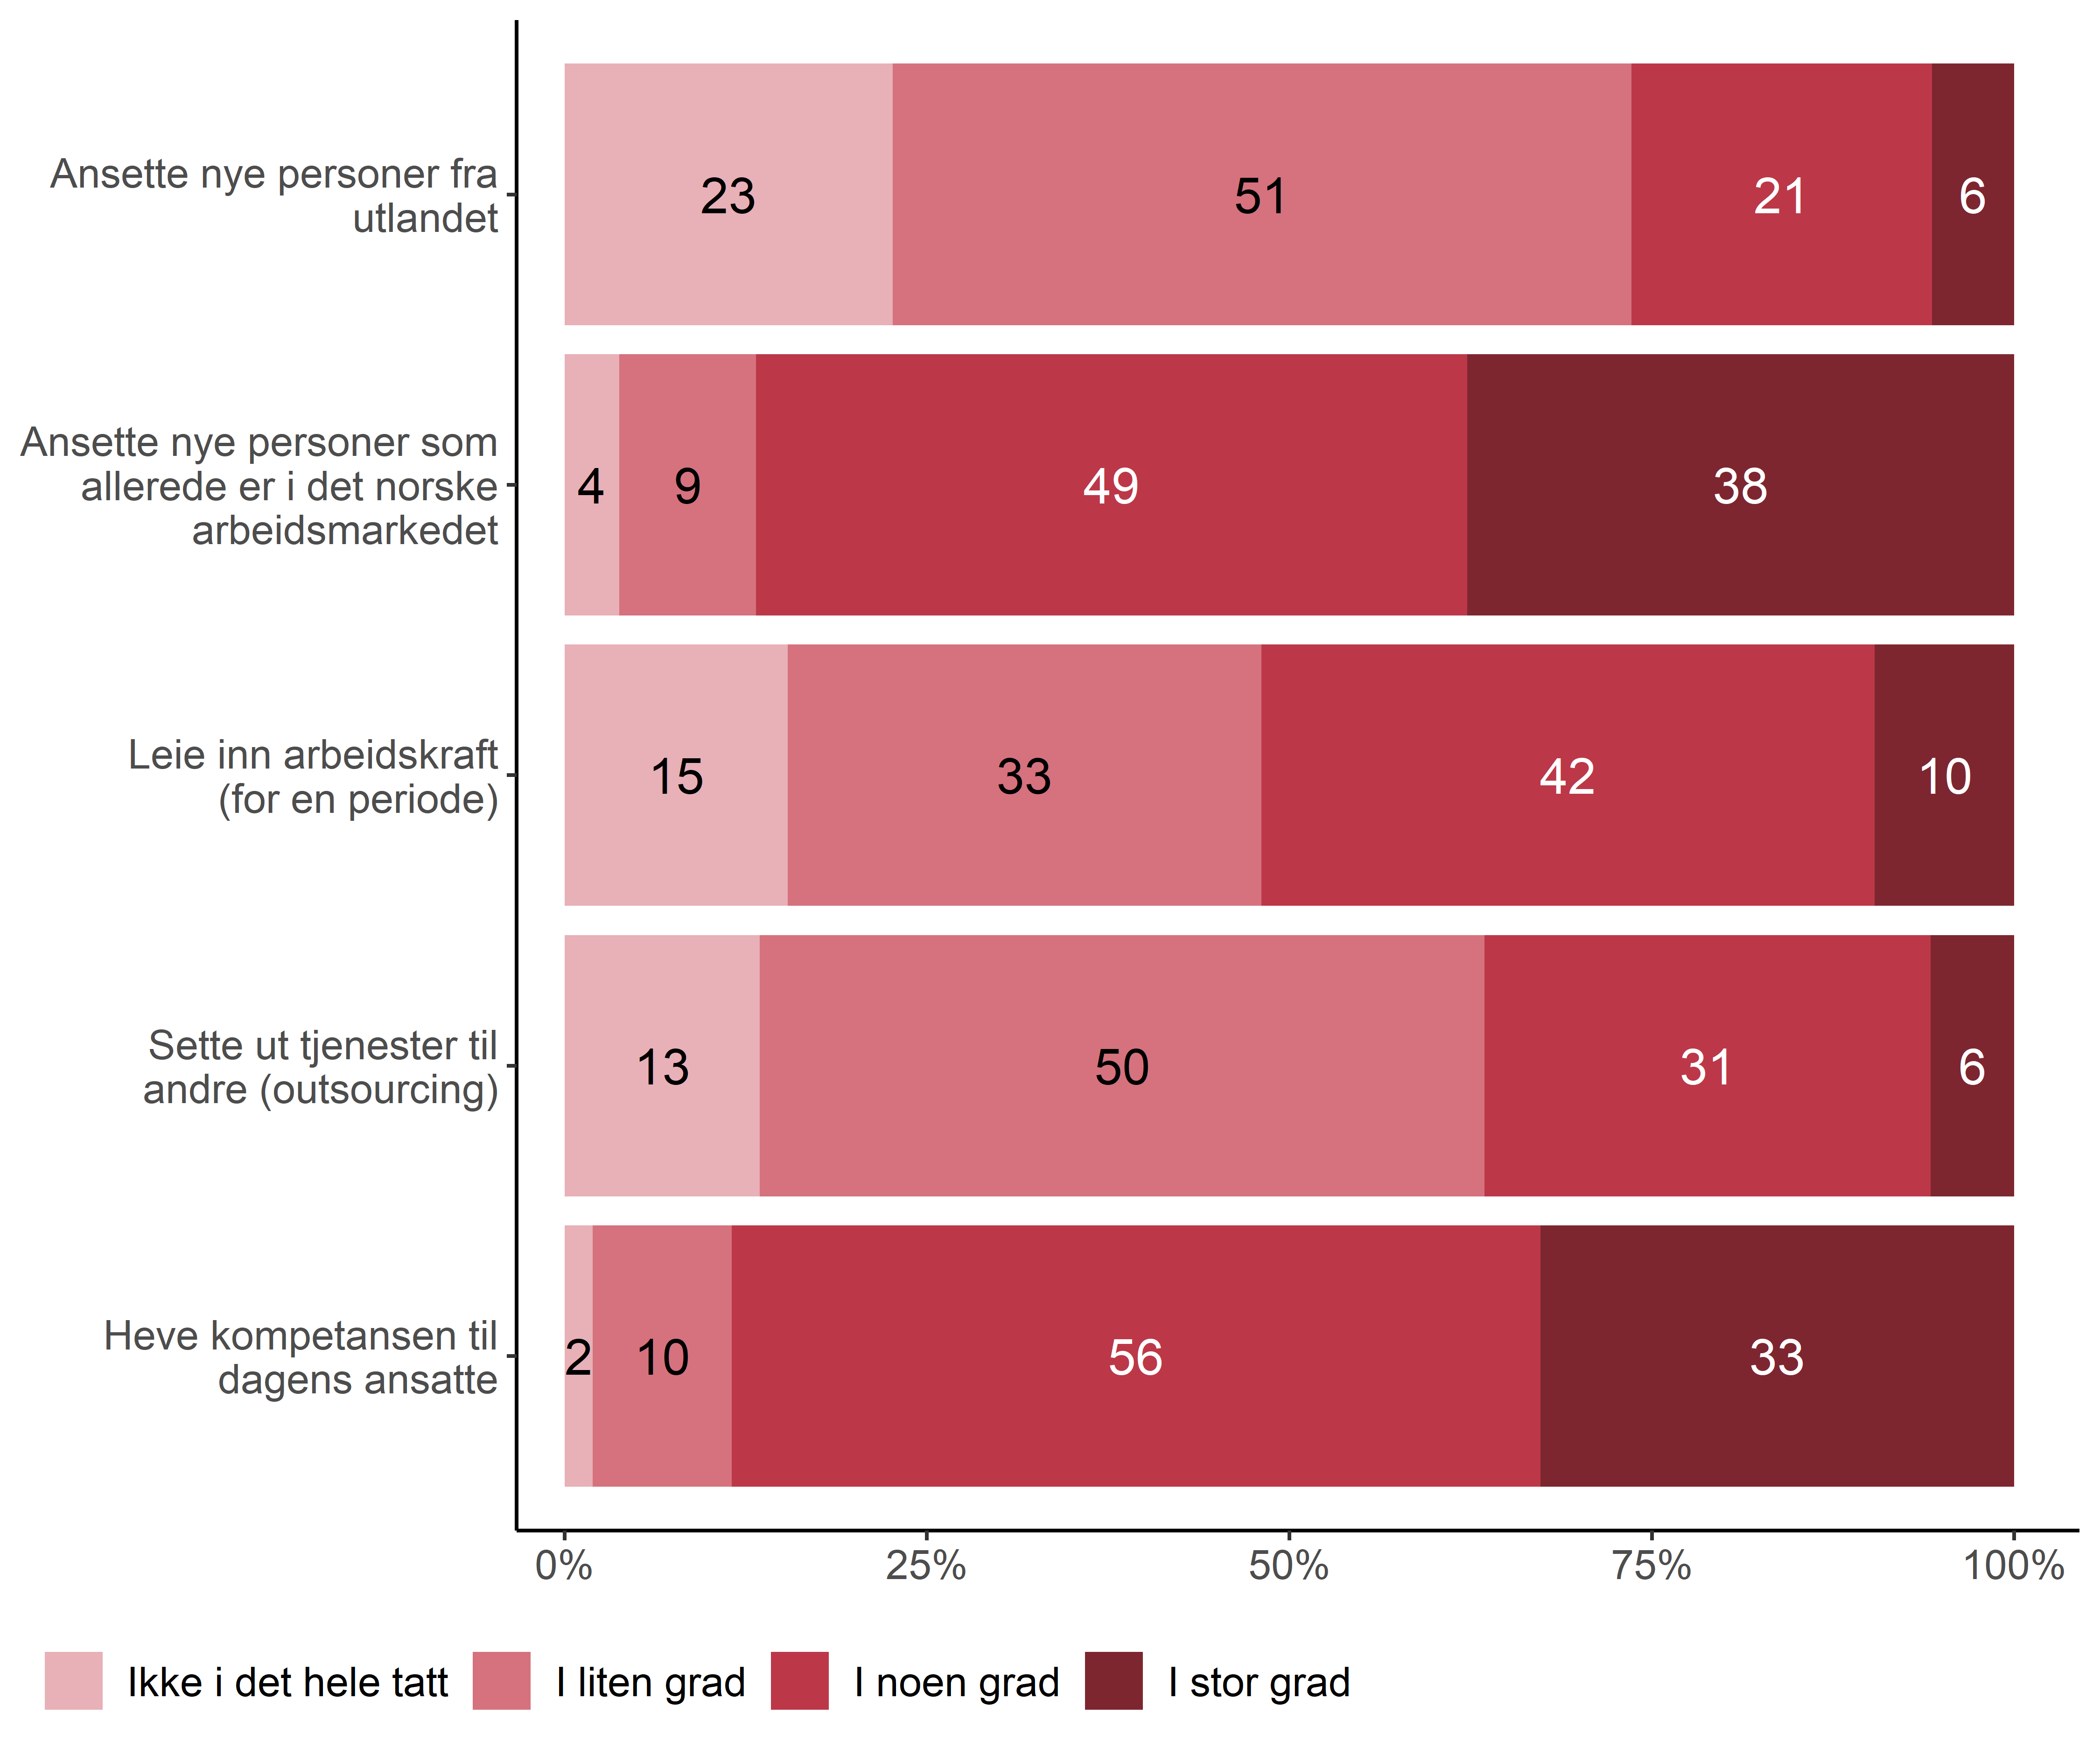 Ansette nye personer fra
utlandet
23 51 21 6
Ansette nye personer som
allerede er i det norske
arbeidsmarkedet
4 9 49 38
Leie inn arbeidskraft
(for en periode)
15 33 42 10
Sette ut tjenester til
andre (outsourcing)
13 50 31 6
Heve kompetansen til
dagens ansatte
2 10 56 33
0% 25% 50% 75% 100%
Ikke i det hele tatt I liten grad I noen grad I stor grad